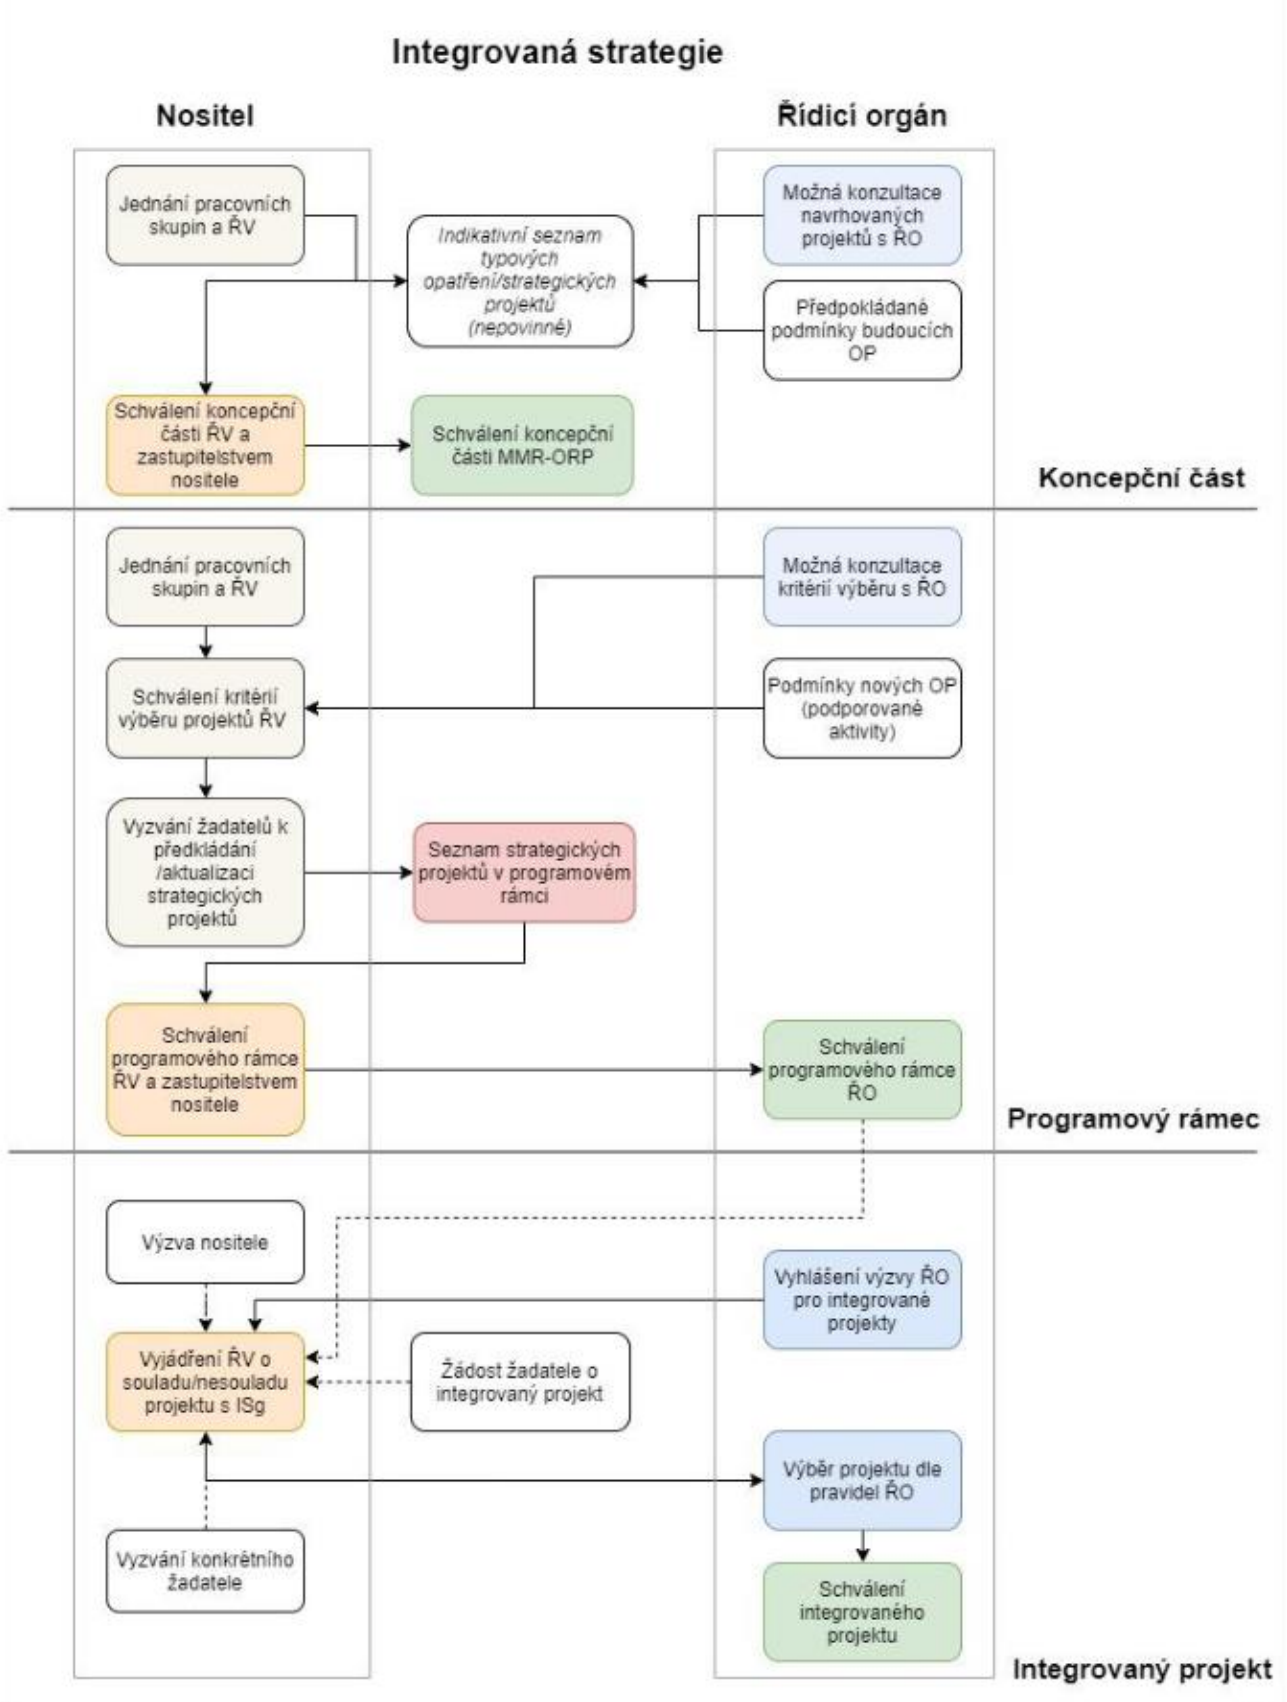 Integrovaná strategie
Nositel
Řídicí orgán
Jednání pracovních
skupin a ŘV
Indikativní seznam
typových
opatření/strategických
projektů
(nepovinné)
Možná konzultace
navrhovaných
projektů s ŘO
Předpokládané
podmínky budoucích
OP
Schválení koncepční
části ŘV a
zastupitelstvem
nositele
Schválení koncepční
části MMR-ORP
Koncepční část
Jednání pracovních
skupin a ŘV
Možná konzultace
kritérií výběru s ŘO
Schválení kritérií
výběru projektů ŘV
Podmínky nových OP
(podporované
aktivity)
Vyzvání žadatelů k
předkládání
/aktualizaci
strategických
projektů
Seznam strategických
projektů v programovém
rámci
Schválení
programového rámce
ŘV a zastupitelstvem
nositele
Schválení
programového rámce
ŘO
Programový rámec
Výzva nositele
Vyhlášení výzvy ŘO
pro integrované
projekty
Vyjádření ŘV o
souladu/nesouladu
projektu s ISg
Žádost žadatele o
integrovaný projekt
Výběr projektu dle
pravidel ŘO
Vyzvání konkrétního
žadatele
Schválení
integrovaného
projektu
Integrovaný projekt